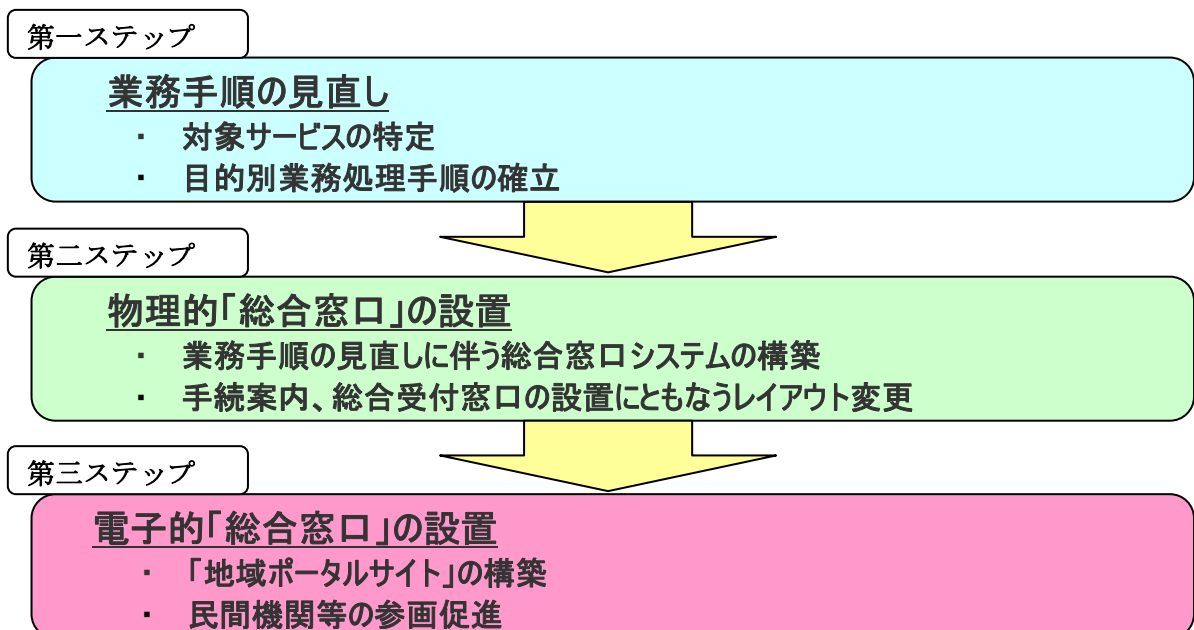 第一ステップ
業務手順の見直し
・ 対象サービスの特定
・ 目的別業務処理手順の確立
第二ステップ
物理的「総合窓口」の設置
・ 業務手順の見直しに伴う総合窓口システムの構築
・ 手続案内、総合受付窓口の設置にともなうレイアウト変更
第三ステップ
電子的「総合窓口」の設置
・ 「地域ポータルサイト」の構築
・ 民間機関等の参画促進